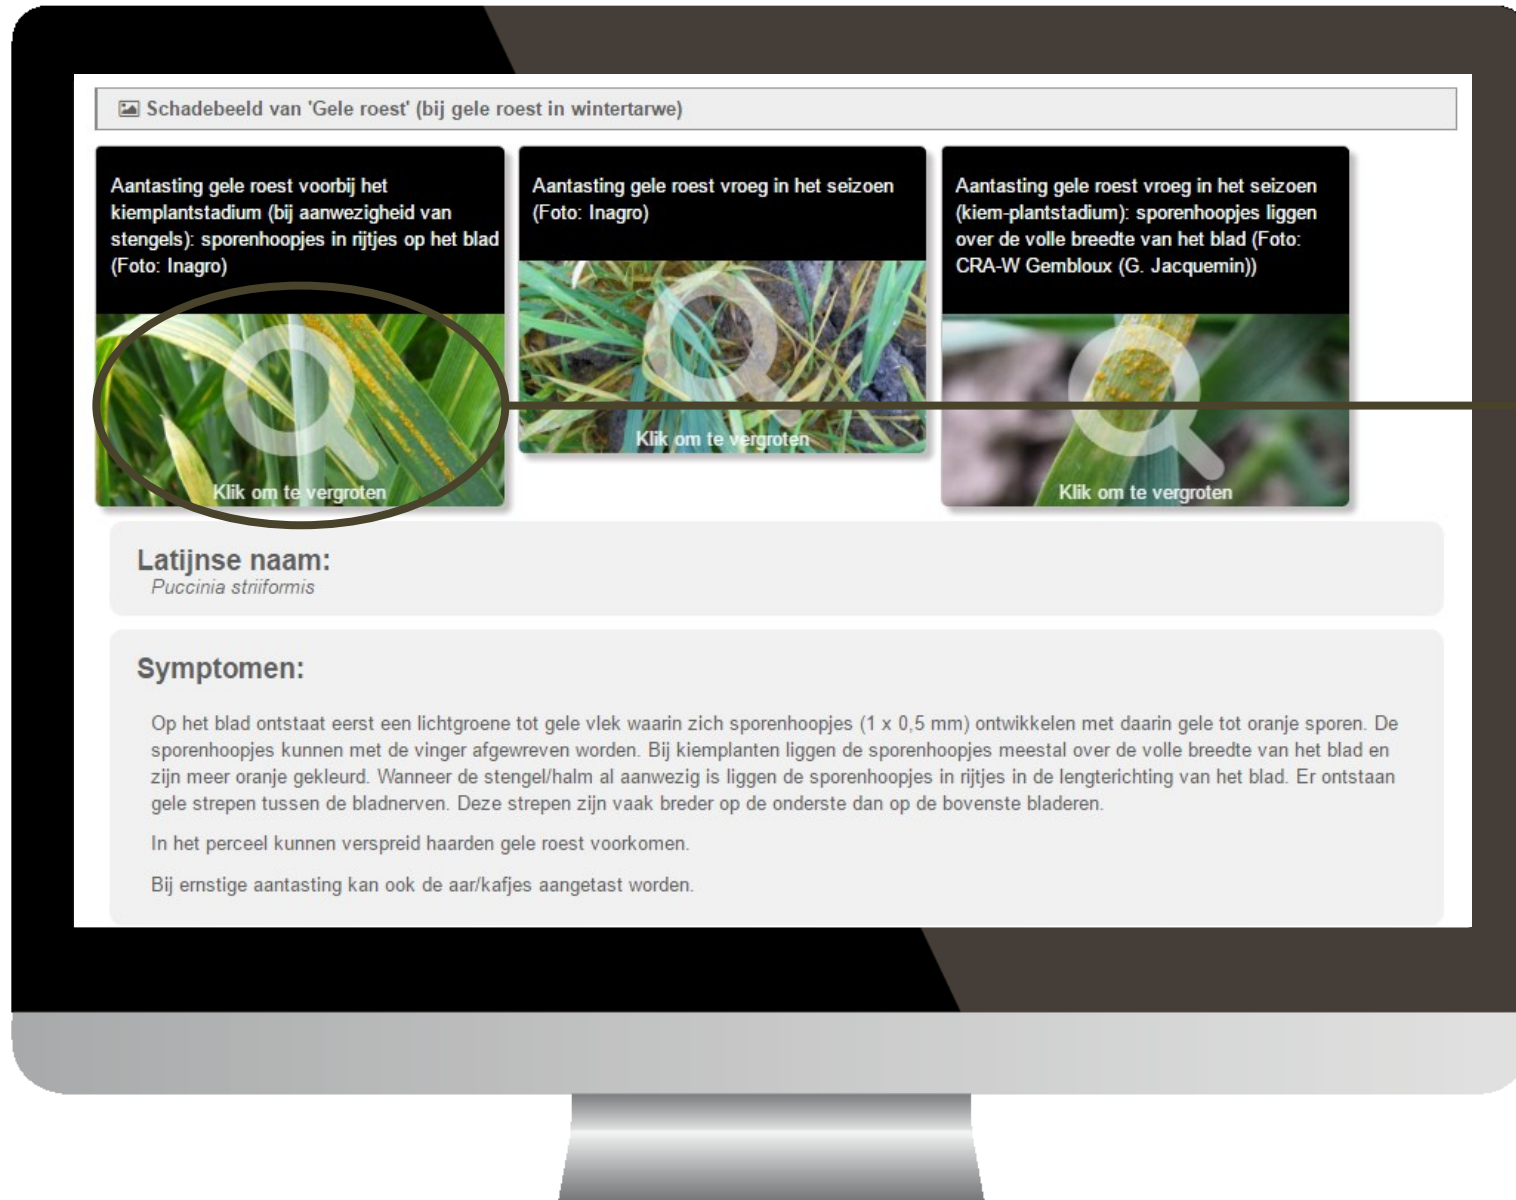 Schadebeeld van 'Gele roest' (bij gele roest in wintertarwe)
Aantasting gele roest voorbij het
kiemplantstadium (bij aanwezigheid van
stengels): sporenhoopjes in rijtjes op het blad
(Foto: Inagro)
Klik om te vergroten
Aantasting gele roest vroeg in het seizoen
(Foto: Inagro)
Klik om te vergroten
Aantasting gele roest vroeg in het seizoen
(kiem-plantstadium): sporenhoopjes liggen
over de volle breedte van het blad (Foto:
CRA-W Gembloux (G. Jacquemin))
Klik om te vergroten
Latijnse naam:
Puccinia striiformis
Symptomen:
Op het blad ontstaat eerst een lichtgroene tot gele vlek waarin zich sporenhoopjes (1 x 0,5 mm) ontwikkelen met daarin gele tot oranje sporen. De
sporenhoopjes kunnen met de vinger afgewreven worden. Bij kiemplanten liggen de sporenhoopjes meestal over de volle breedte van het blad en
zijn meer oranje gekleurd. Wanneer de stengel/halm al aanwezig is liggen de sporenhoopjes in rijtjes in de lengterichting van het blad. Er ontstaan
gele strepen tussen de bladnerven. Deze strepen zijn vaak breder op de onderste dan op de bovenste bladeren.
In het perceel kunnen verspreid haarden gele roest voorkomen.
Bij ernstige aantasting kan ook de aar/kafjes aangetast worden.